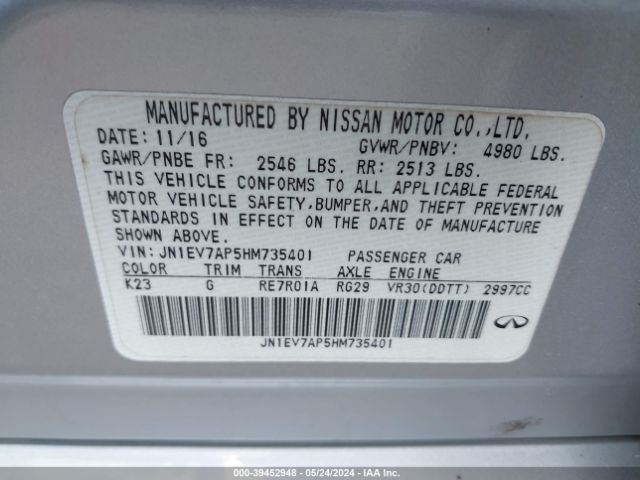 MANUFACTURED BY NISSAN MOTOR CO.,LTD.
DATE: 11/16 GVWR/PNBV: 4980 LBS.
GAWR/PNBE FR: 2546 LBS. RR: 2513 LBS.
THIS VEHICLE CONFORMS TO ALL APPLICABLE FEDERAL
MOTOR VEHICLE SAFETY,BUMPER,AND THEFT PREVENTION
STANDARDS IN EFFECT ON THE DATE OF MANUFACTURE
SHOWN ABOVE.
VIN: JN1EV7AP5HM735401 PASSENGER CAR
COLOR TRIM TRANS AXLE ENGINE
K23 G RE7R01A RG29 VR30(DDTT) 2997CC
JN1EV7AP5HM735401
000-39452948 - 05/24/2024 - IAA Inc.